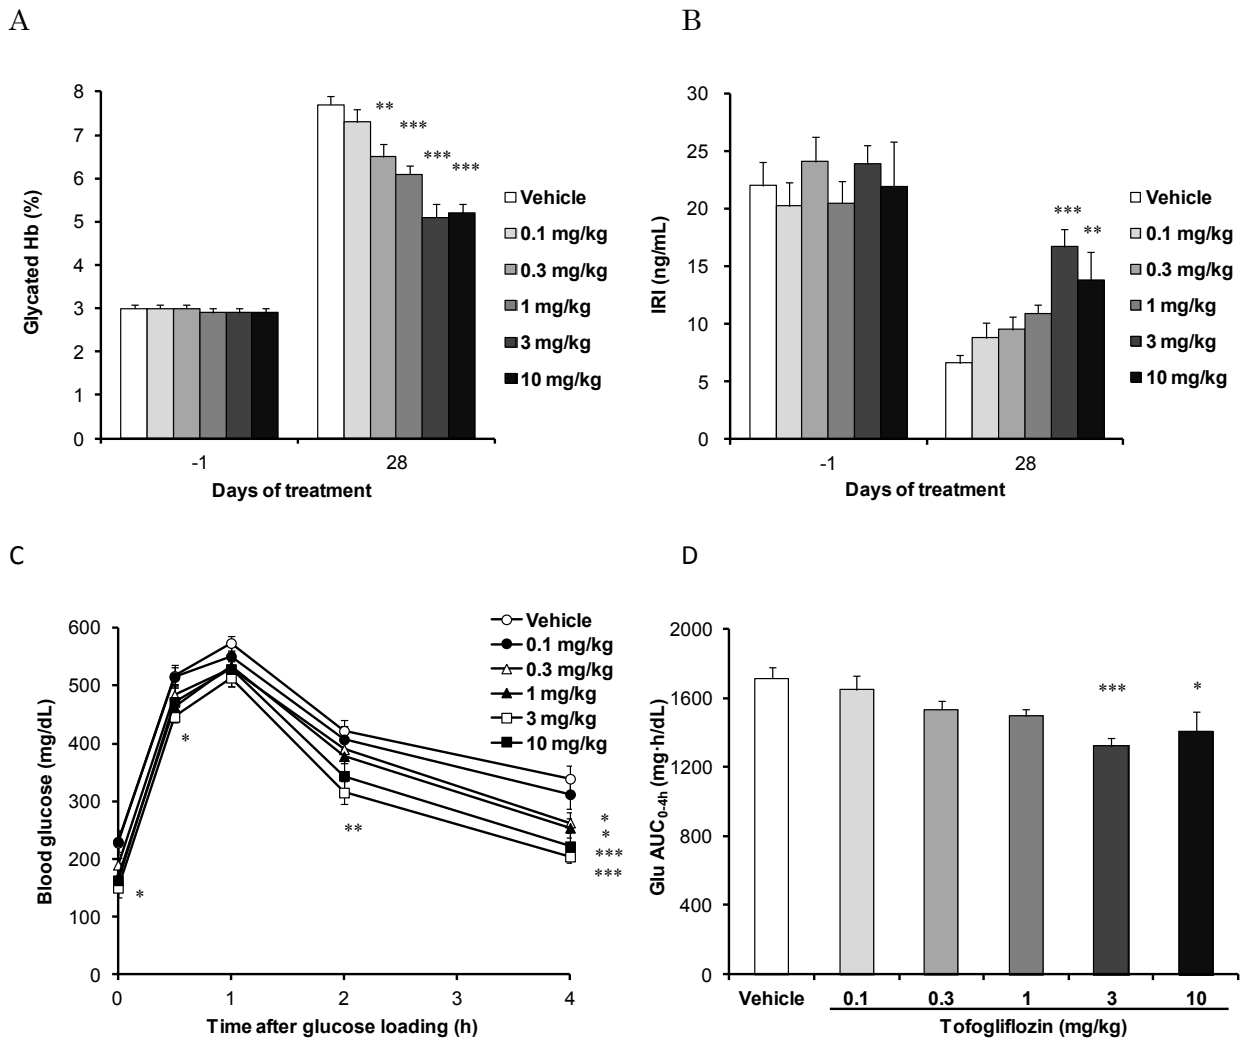 A
8
7
6
5
4
3
2
1
0
Glycated Hb (%)
**
***
***
***
-1
28
Days of treatment
Vehicle
0.1 mg/kg
0.3 mg/kg
1 mg/kg
3 mg/kg
10 mg/kg
B
30
25
20
15
10
5
0
IRI (ng/mL)
***
**
-1
28
Days of treatment
Vehicle
0.1 mg/kg
0.3 mg/kg
1 mg/kg
3 mg/kg
10 mg/kg
C
600
500
400
300
200
100
0
Blood glucose (mg/dL)
*
*
**
*
*
***
***
0 1 2 3 4
Time after glucose loading (h)
Vehicle
0.1 mg/kg
0.3 mg/kg
1 mg/kg
3 mg/kg
10 mg/kg
D
2000
1600
1200
800
400
0
Glu AUC0-4h (mg·h/dL)
***
*
Vehicle 0.1 0.3 1 3 10
Tofogliflozin (mg/kg)